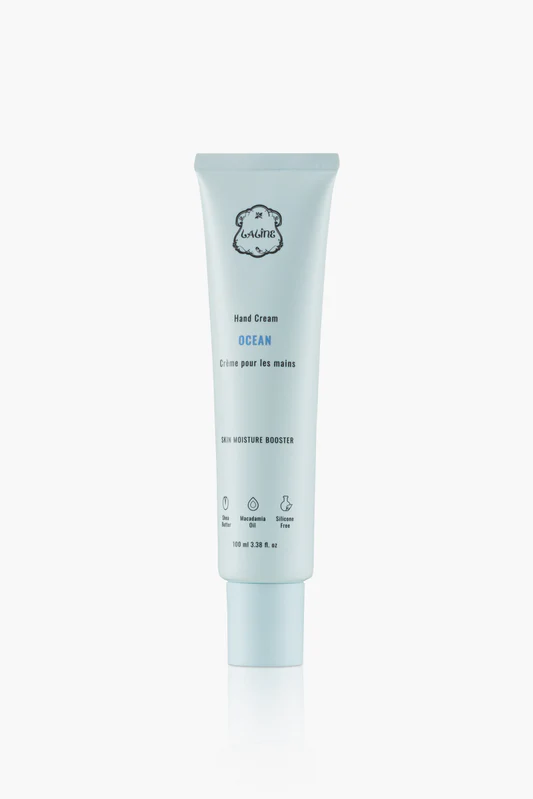 LALINE
Hand Cream
OCEAN
Crème pour les mains
SKIN MOISTURE BOOSTER
Shea Macadamia Silicone
Butter Oil Free
100 ml 3.38 fl. oz